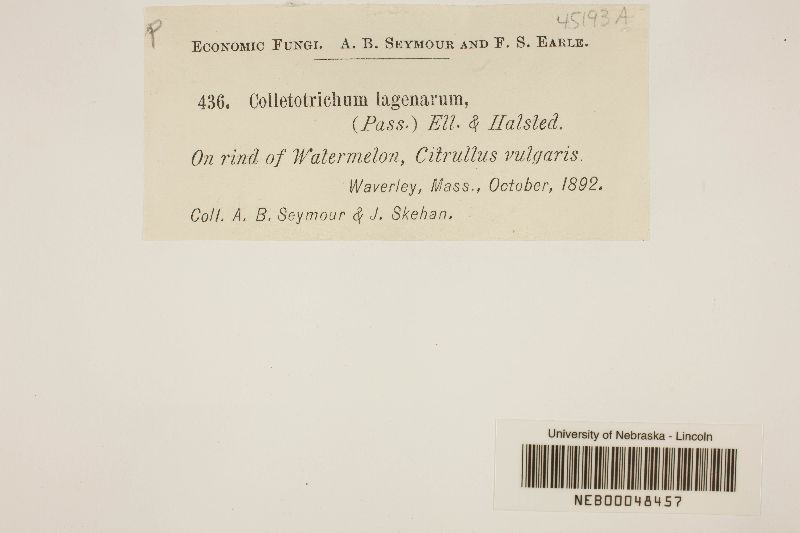 P
45193 A
ECONOMIC FUNGI. A. B. SEYMOUR AND F. S. EARLE.
436. Colletotrichum lagenarum,
(Pass.) Ell. & Halsted.
On rind of Watermelon, Citrullus vulgaris.
Waverley, Mass., October, 1892.
Coll. A. B. Seymour & J. Skehan.
University of Nebraska - Lincoln
NEB00048457